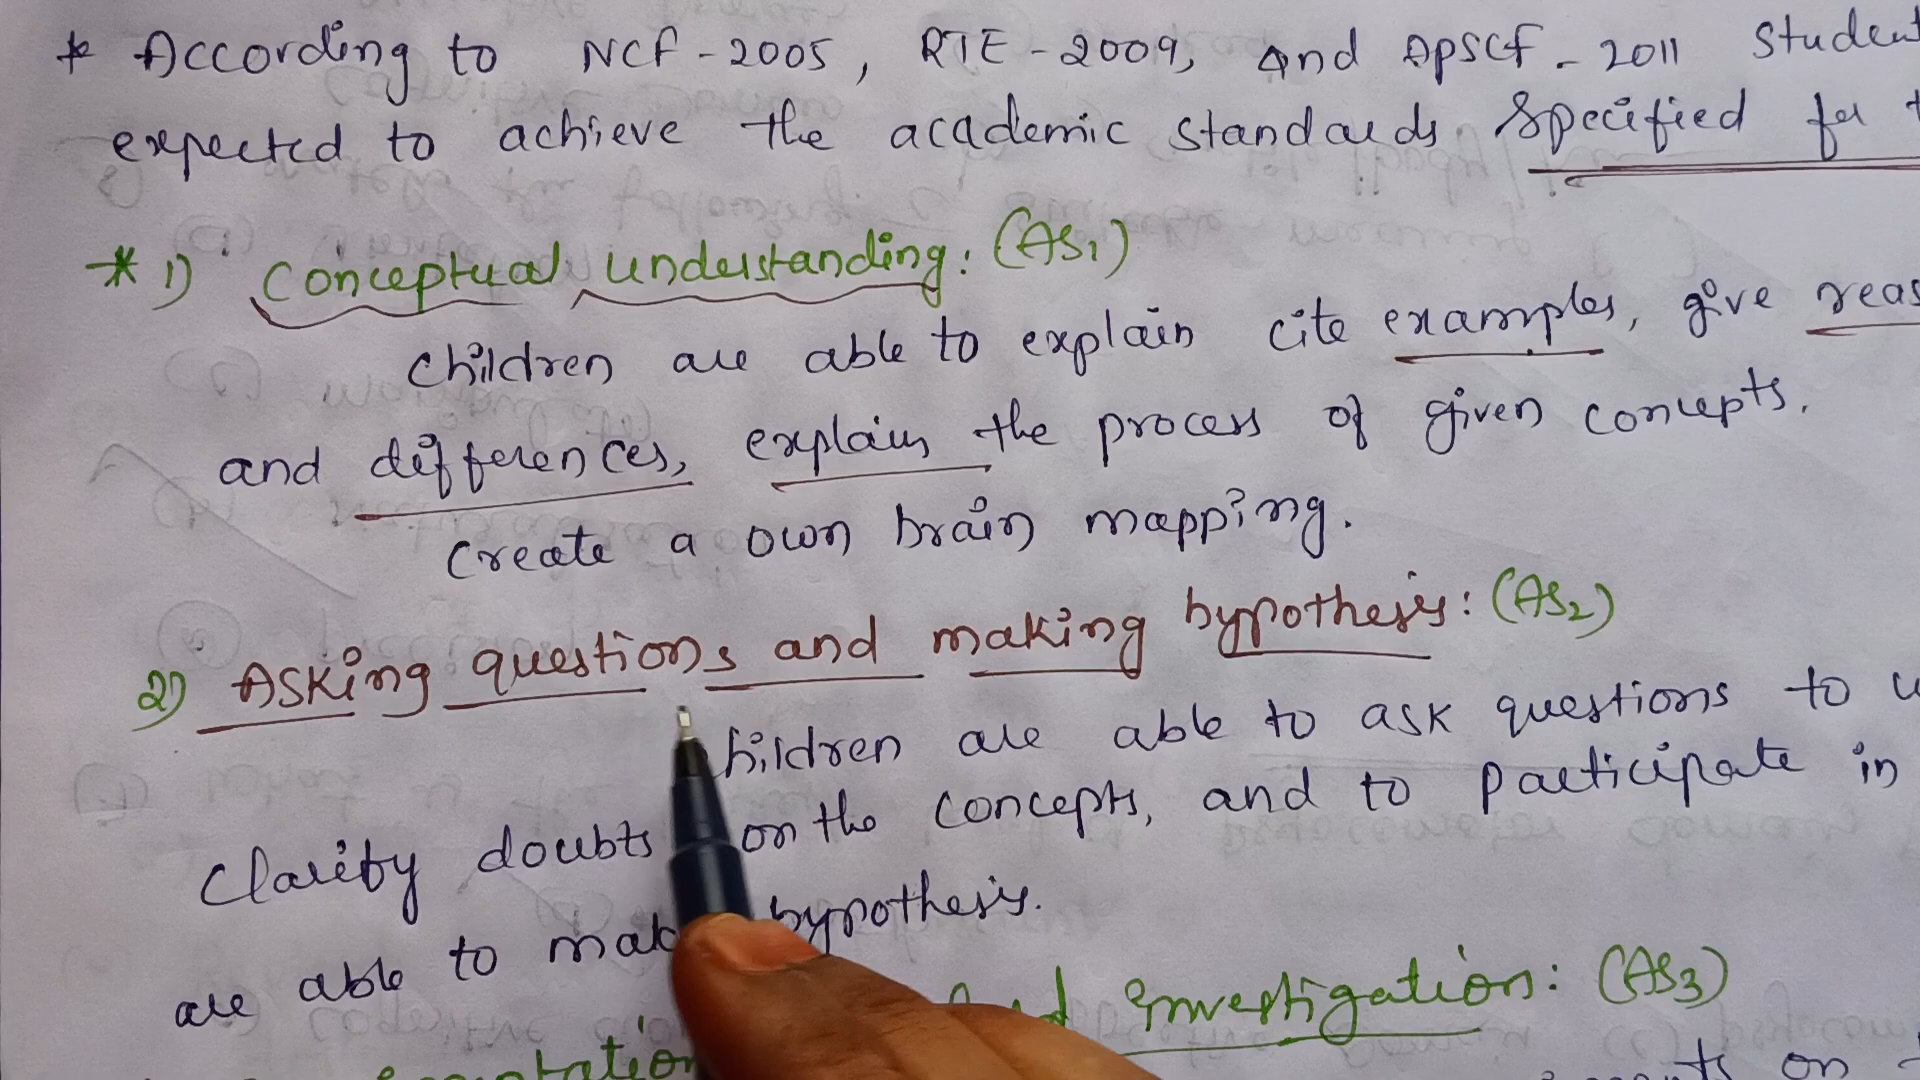 * According to NCF-2005, RTE-2009, and APSCF-2011 Student
expected to achieve the academic standards specified for
* 1) Conceptual understanding: (AS1)
children are able to explain cite examples, give reas
and differences, explain the process of given concepts.
Create a own brain mapping.
2) Asking questions and making hypothesis: (AS2)
hildren are able to ask questions to
Clarity doubts on the concepts, and to participate in
are able to mak hypothesis.
Investigation: (AS3)
on